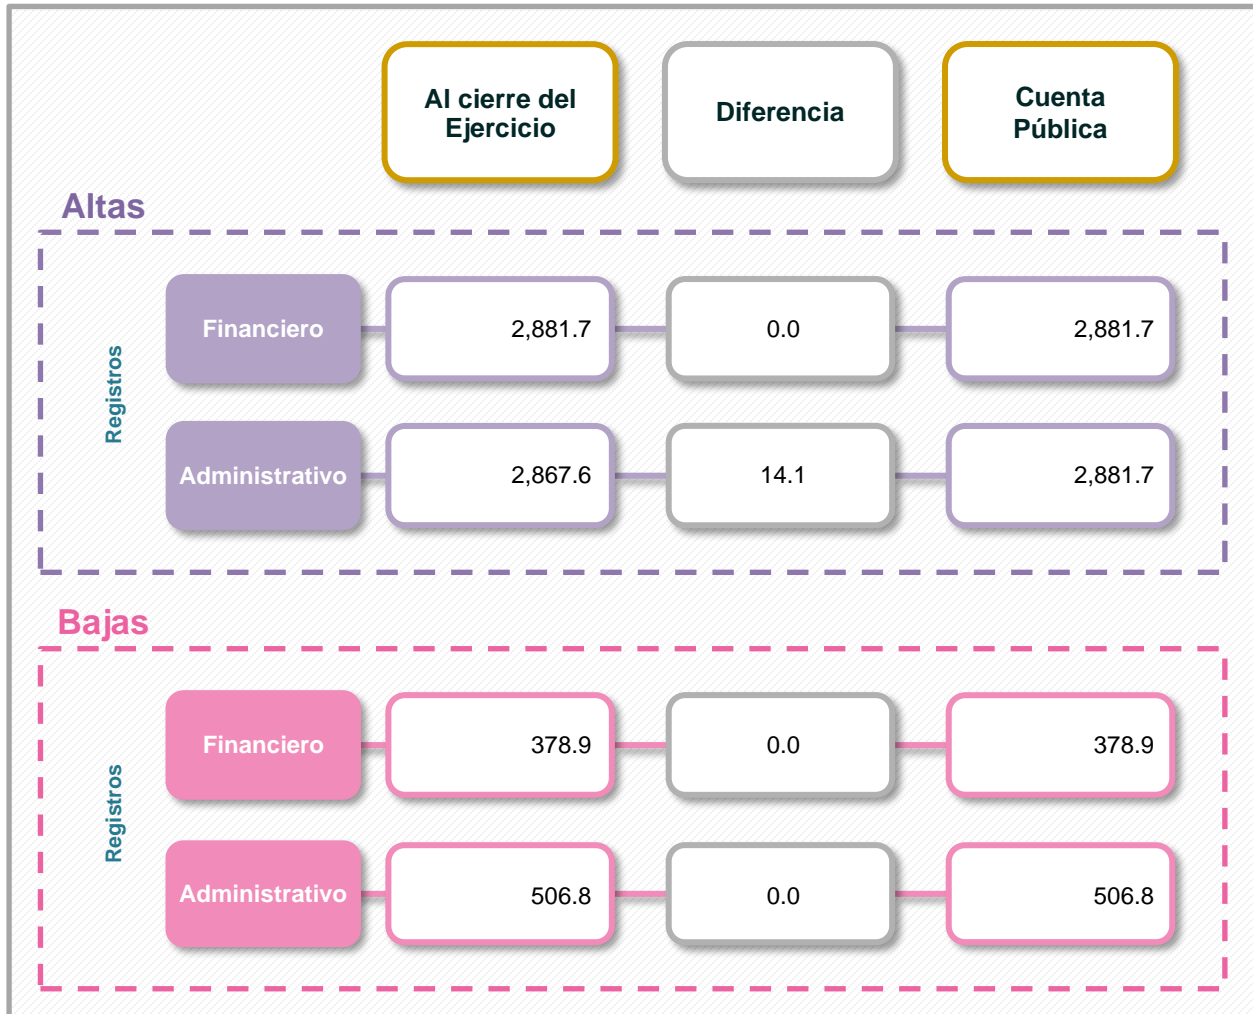 Al cierre del
Ejercicio
Diferencia
Cuenta
Pública
Altas
Registros
Financiero
2,881.7
0.0
2,881.7
Administrativo
2,867.6
14.1
2,881.7
Bajas
Registros
Financiero
378.9
0.0
378.9
Administrativo
506.8
0.0
506.8